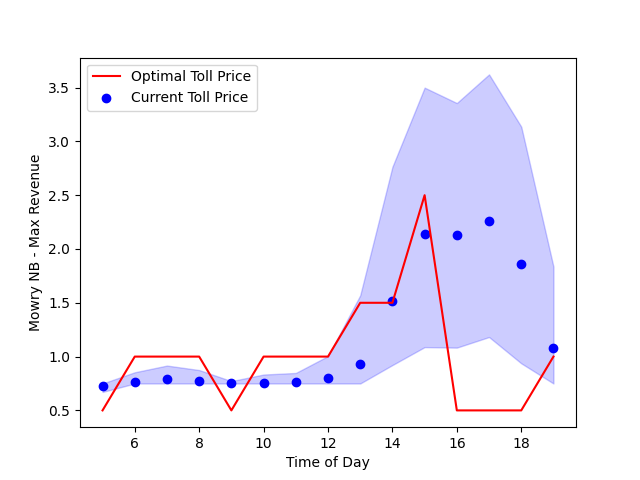 Optimal Toll Price
Current Toll Price
Mowry NB - Max Revenue
3.5
3.0
2.5
2.0
1.5
1.0
0.5
6 8 10 12 14 16 18
Time of Day